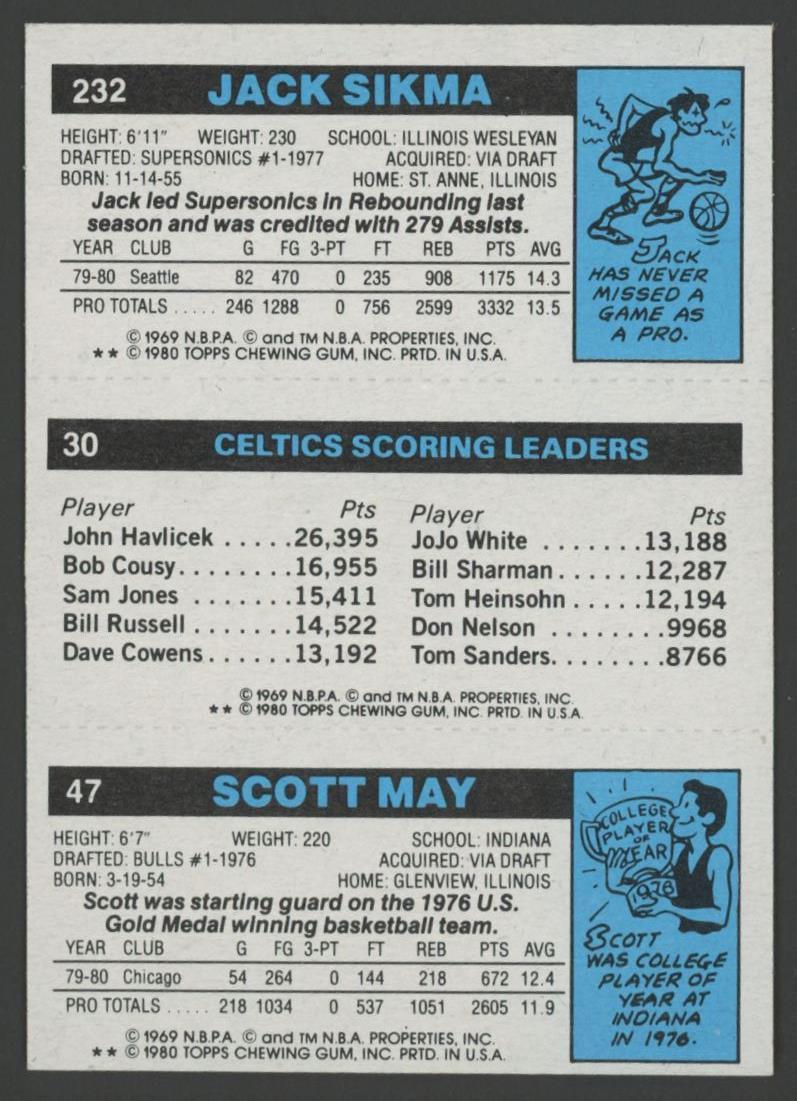 232 JACK SIKMA
HEIGHT: 6'11" WEIGHT: 230 SCHOOL: ILLINOIS WESLEYAN
DRAFTED: SUPERSONICS #1-1977 ACQUIRED: VIA DRAFT
BORN: 11-14-55 HOME: ST. ANNE, ILLINOIS
Jack led Supersonics in Rebounding last
season and was credited with 279 Assists.
YEAR CLUB G FG 3-PT FT REB PTS AVG
79-80 Seattle 82 470 0 235 908 1175 14.3
PRO TOTALS ..... 246 1288 0 756 2599 3332 13.5
© 1969 N.B.P.A. © and TM N.B.A. PROPERTIES, INC.
★★ © 1980 TOPPS CHEWING GUM, INC. PRTD. IN U.S.A.
JACK
HAS NEVER
MISSED A
GAME AS
A PRO.
30 CELTICS SCORING LEADERS
Player Pts
John Havlicek .....26,395
Bob Cousy........16,955
Sam Jones .......15,411
Bill Russell .......14,522
Dave Cowens......13,192
Player Pts
JoJo White .......13,188
Bill Sharman......12,287
Tom Heinsohn.....12,194
Don Nelson ........9968
Tom Sanders........8766
© 1969 N.B.P.A. © and TM N.B.A. PROPERTIES, INC.
★★ © 1980 TOPPS CHEWING GUM, INC. PRTD. IN U.S.A.
47 SCOTT MAY
HEIGHT: 6'7" WEIGHT: 220 SCHOOL: INDIANA
DRAFTED: BULLS #1-1976 ACQUIRED: VIA DRAFT
BORN: 3-19-54 HOME: GLENVIEW, ILLINOIS
Scott was starting guard on the 1976 U.S.
Gold Medal winning basketball team.
YEAR CLUB G FG 3-PT FT REB PTS AVG
79-80 Chicago 54 264 0 144 218 672 12.4
PRO TOTALS ..... 218 1034 0 537 1051 2605 11.9
© 1969 N.B.P.A. © and TM N.B.A. PROPERTIES, INC.
★★ © 1980 TOPPS CHEWING GUM, INC. PRTD. IN U.S.A.
COLLEGE
PLAYER
OF
YEAR
1976
SCOTT
WAS COLLEGE
PLAYER OF
YEAR AT
INDIANA
IN 1976.